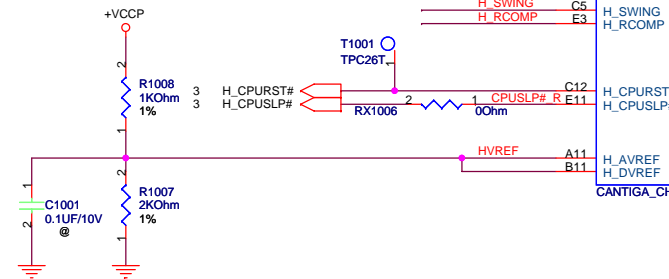 H_SWING C5 H_SWING
H_RCOMP E3 H_RCOMP
+VCCP
T1001
TPC26T
2
R1008
1KOhm
1%
1
3 H_CPURST# C12 H_CPURST
3 H_CPUSLP# RX1006 2 1 0Ohm CPUSLP#_R E11 H_CPUSLP#
HVREF A11 H_AVREF
B11 H_DVREF
CANTIGA_CH
1
C1001
0.1UF/10V
@
2
2
R1007
2KOhm
1%
1